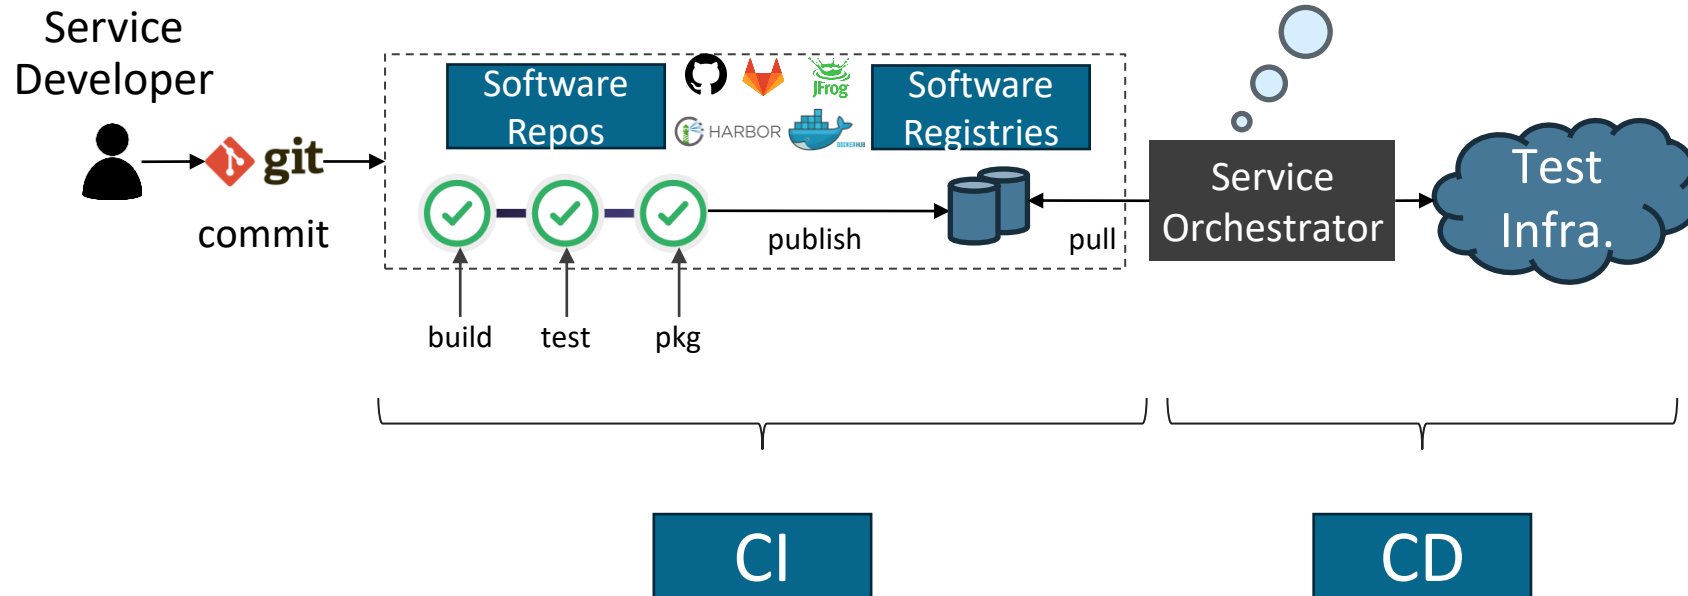 Service
Developer
git
commit
Software
Repos
JFrog
HARBOR
DOCKERHUB
Software
Registries
publish
pull
build
test
pkg
Service
Orchestrator
Test
Infra.
CI
CD